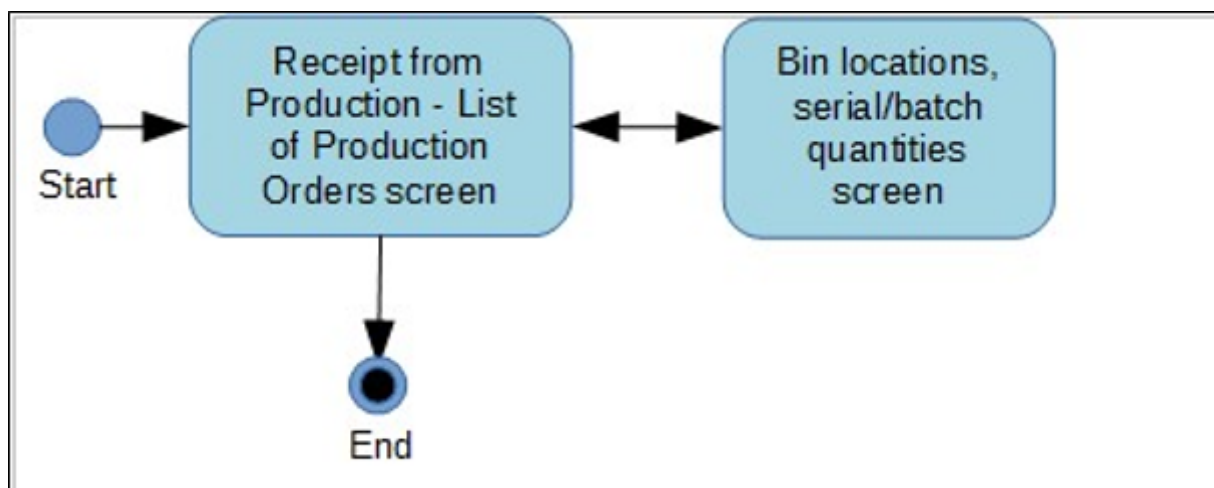 Receipt from
Production - List
of Production
Orders screen
Bin locations,
serial/batch
quantities
screen
Start
End